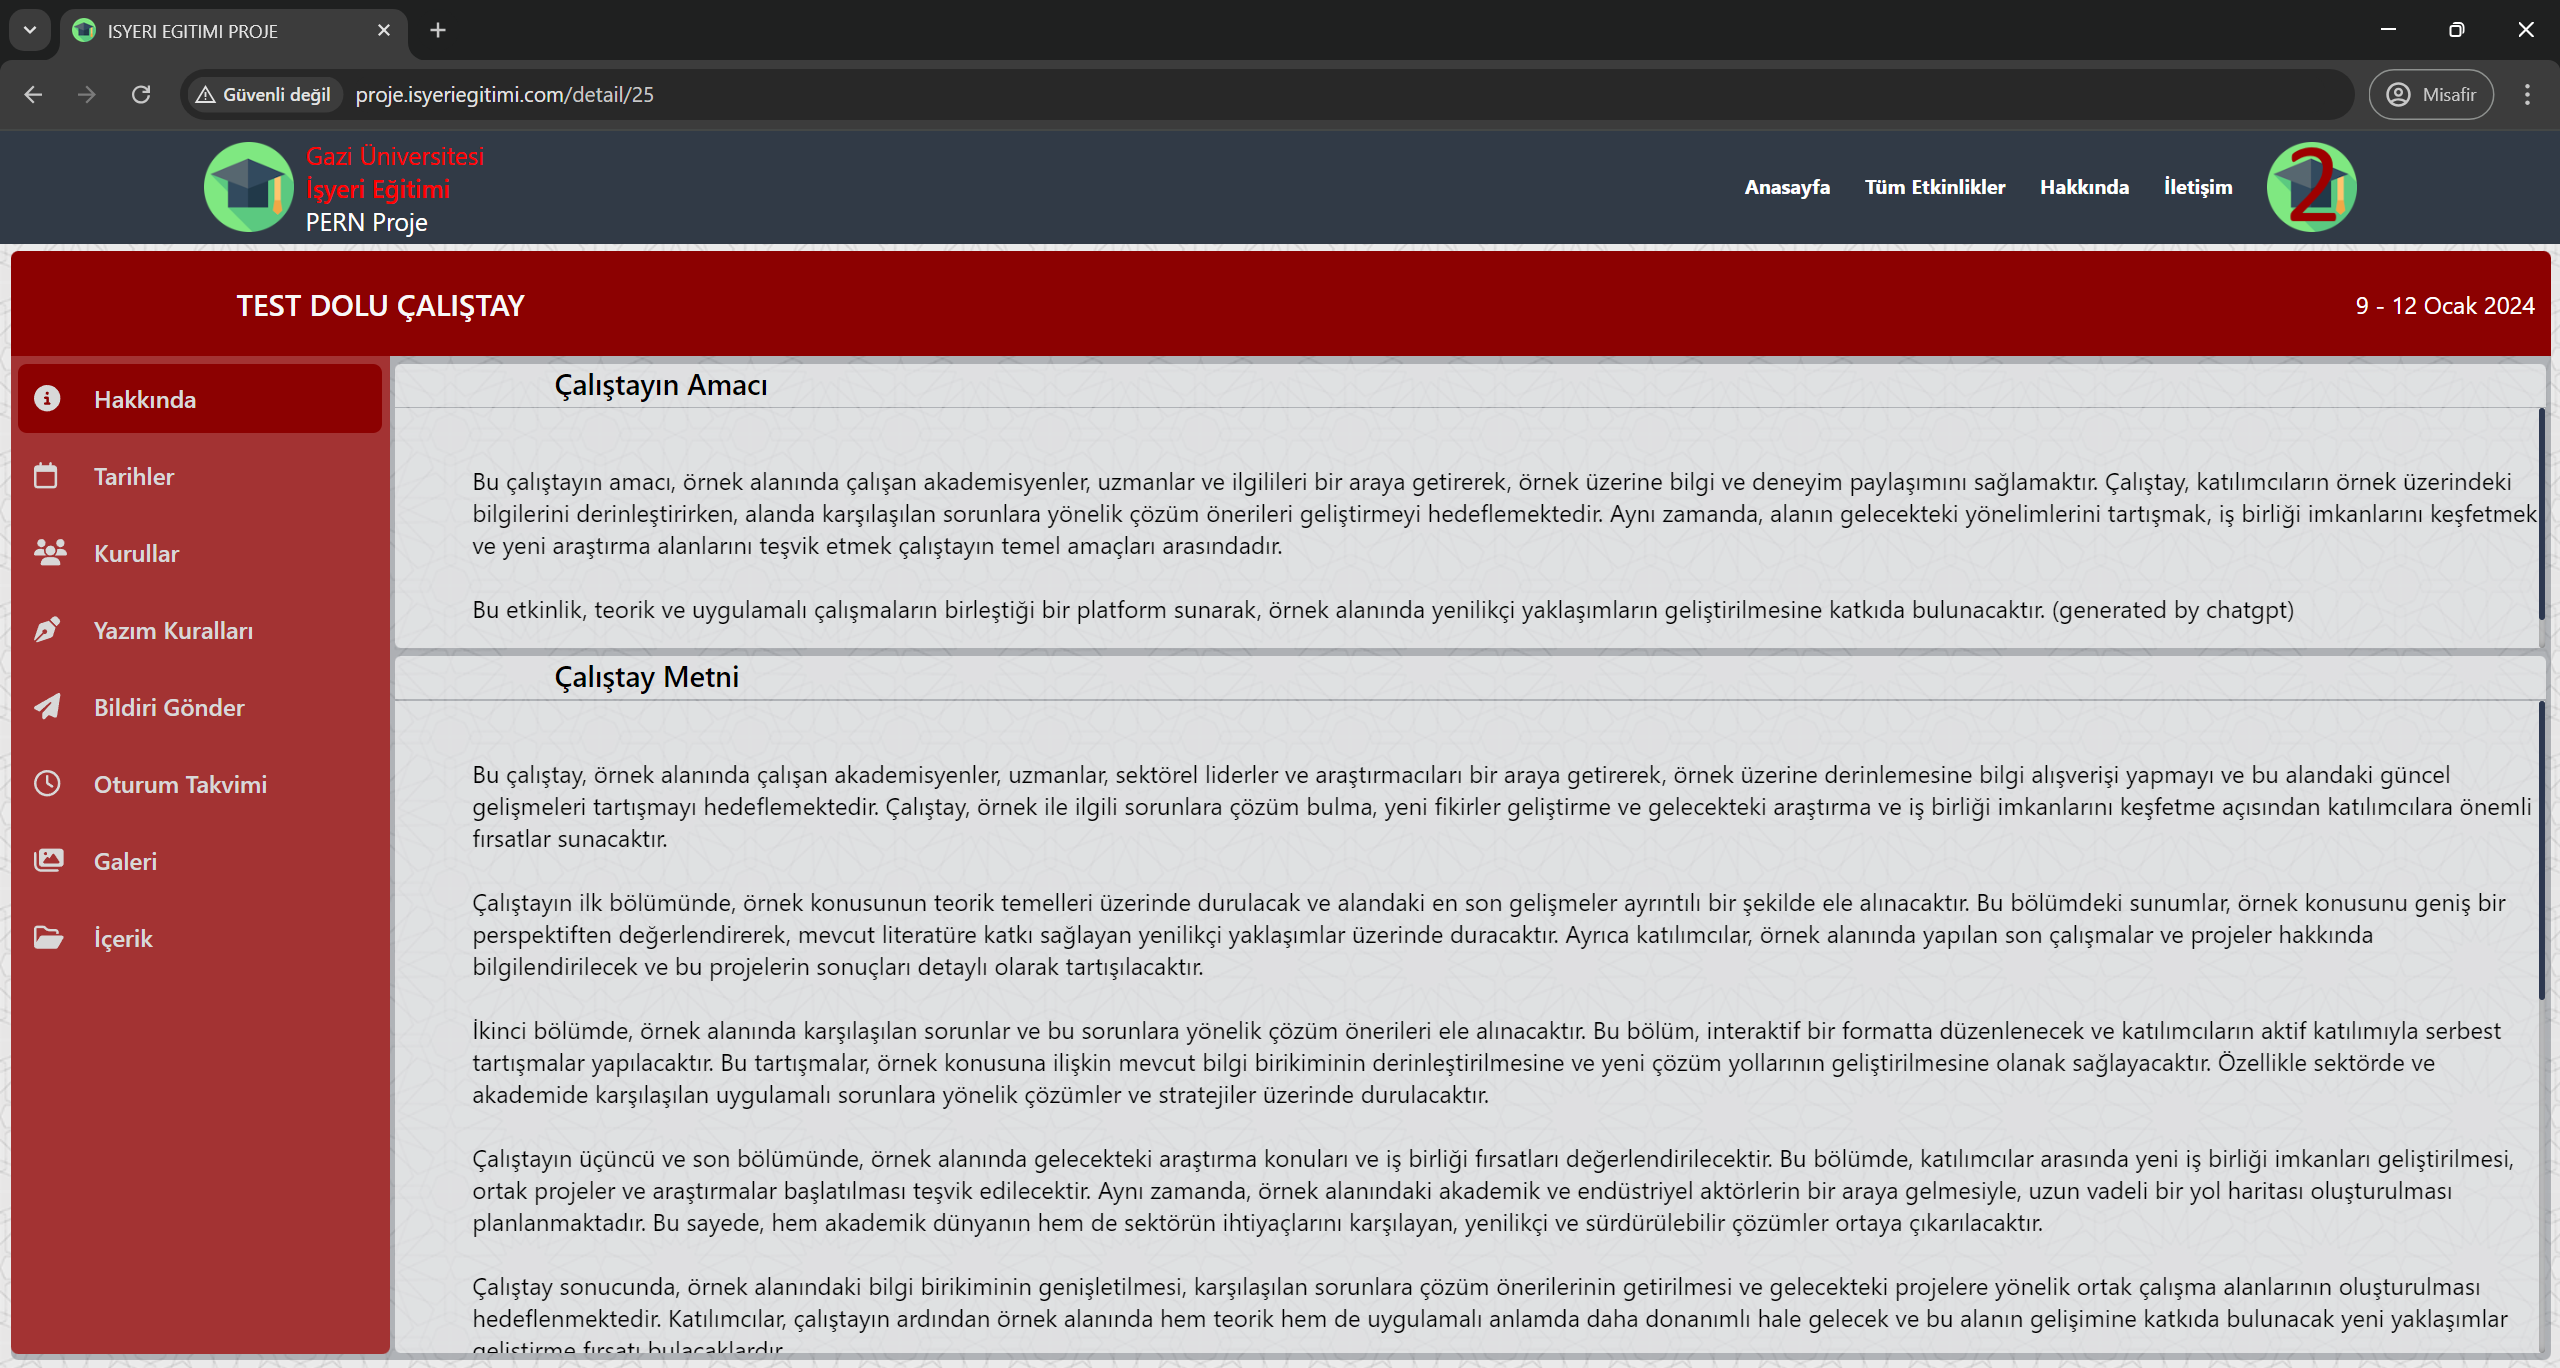 ISYERI EGITIMI PROJE
Güvenli değil
proje.isyeriegitimi.com/detail/25
Misafir
Gazi Üniversitesi
İşyeri Eğitimi
PERN Proje
Anasayfa
Tüm Etkinlikler
Hakkında
İletişim
2
TEST DOLU ÇALIŞTAY
9 - 12 Ocak 2024
Hakkında
Tarihler
Kurullar
Yazım Kuralları
Bildiri Gönder
Oturum Takvimi
Galeri
İçerik
Çalıştayın Amacı
Bu çalıştayın amacı, örnek alanında çalışan akademisyenler, uzmanlar ve ilgilileri bir araya getirerek, örnek üzerine bilgi ve deneyim paylaşımını sağlamaktır. Çalıştay, katılımcıların örnek üzerindeki
bilgilerini derinleştirirken, alanda karşılaşılan sorunlara yönelik çözüm önerileri geliştirmeyi hedeflemektedir. Aynı zamanda, alanın gelecekteki yönelimlerini tartışmak, iş birliği imkanlarını keşfetmek
ve yeni araştırma alanlarını teşvik etmek çalıştayın temel amaçları arasındadır.
Bu etkinlik, teorik ve uygulamalı çalışmaların birleştiği bir platform sunarak, örnek alanında yenilikçi yaklaşımların geliştirilmesine katkıda bulunacaktır. (generated by chatgpt)
Çalıştay Metni
Bu çalıştay, örnek alanında çalışan akademisyenler, uzmanlar, sektörel liderler ve araştırmacıları bir araya getirerek, örnek üzerine derinlemesine bilgi alışverişi yapmayı ve bu alandaki güncel
gelişmeleri tartışmayı hedeflemektedir. Çalıştay, örnek ile ilgili sorunlara çözüm bulma, yeni fikirler geliştirme ve gelecekteki araştırma ve iş birliği imkanlarını keşfetme açısından katılımcılara önemli
fırsatlar sunacaktır.
Çalıştayın ilk bölümünde, örnek konusunun teorik temelleri üzerinde durulacak ve alandaki en son gelişmeler ayrıntılı bir şekilde ele alınacaktır. Bu bölümdeki sunumlar, örnek konusunu geniş bir
perspektiften değerlendirerek, mevcut literatüre katkı sağlayan yenilikçi yaklaşımlar üzerinde duracaktır. Ayrıca katılımcılar, örnek alanında yapılan son çalışmalar ve projeler hakkında
bilgilendirilecek ve bu projelerin sonuçları detaylı olarak tartışılacaktır.
İkinci bölümde, örnek alanında karşılaşılan sorunlar ve bu sorunlara yönelik çözüm önerileri ele alınacaktır. Bu bölüm, interaktif bir formatta düzenlenecek ve katılımcıların aktif katılımıyla serbest
tartışmalar yapılacaktır. Bu tartışmalar, örnek konusuna ilişkin mevcut bilgi birikiminin derinleştirilmesine ve yeni çözüm yollarının geliştirilmesine olanak sağlayacaktır. Özellikle sektörde ve
akademide karşılaşılan uygulamalı sorunlara yönelik çözümler ve stratejiler üzerinde durulacaktır.
Çalıştayın üçüncü ve son bölümünde, örnek alanında gelecekteki araştırma konuları ve iş birliği fırsatları değerlendirilecektir. Bu bölümde, katılımcılar arasında yeni iş birliği imkanları geliştirilmesi,
ortak projeler ve araştırmalar başlatılması teşvik edilecektir. Aynı zamanda, örnek alanındaki akademik ve endüstriyel aktörlerin bir araya gelmesiyle, uzun vadeli bir yol haritası oluşturulması
planlanmaktadır. Bu sayede, hem akademik dünyanın hem de sektörün ihtiyaçlarını karşılayan, yenilikçi ve sürdürülebilir çözümler ortaya çıkarılacaktır.
Çalıştay sonucunda, örnek alanındaki bilgi birikiminin genişletilmesi, karşılaşılan sorunlara çözüm önerilerinin getirilmesi ve gelecekteki projelere yönelik ortak çalışma alanlarının oluşturulması
hedeflenmektedir. Katılımcılar, çalıştayın ardından örnek alanında hem teorik hem de uygulamalı anlamda daha donanımlı hale gelecek ve bu alanın gelişimine katkıda bulunacak yeni yaklaşımlar
geliştirme fırsatı bulacaklardır.